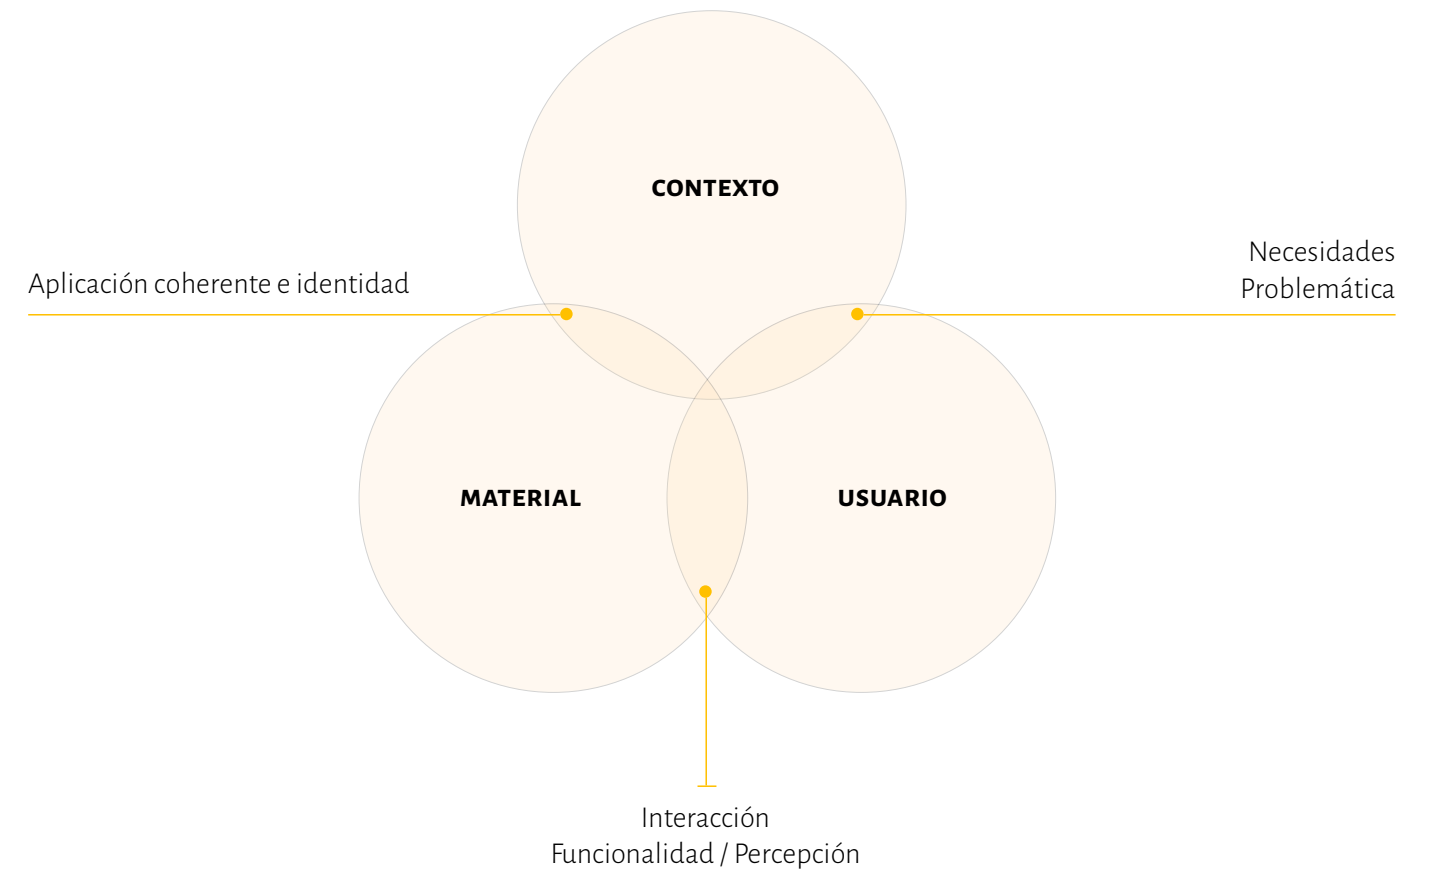 CONTEXTO
Aplicación coherente e identidad
Necesidades
Problemática
MATERIAL
USUARIO
Interacción
Funcionalidad / Percepción